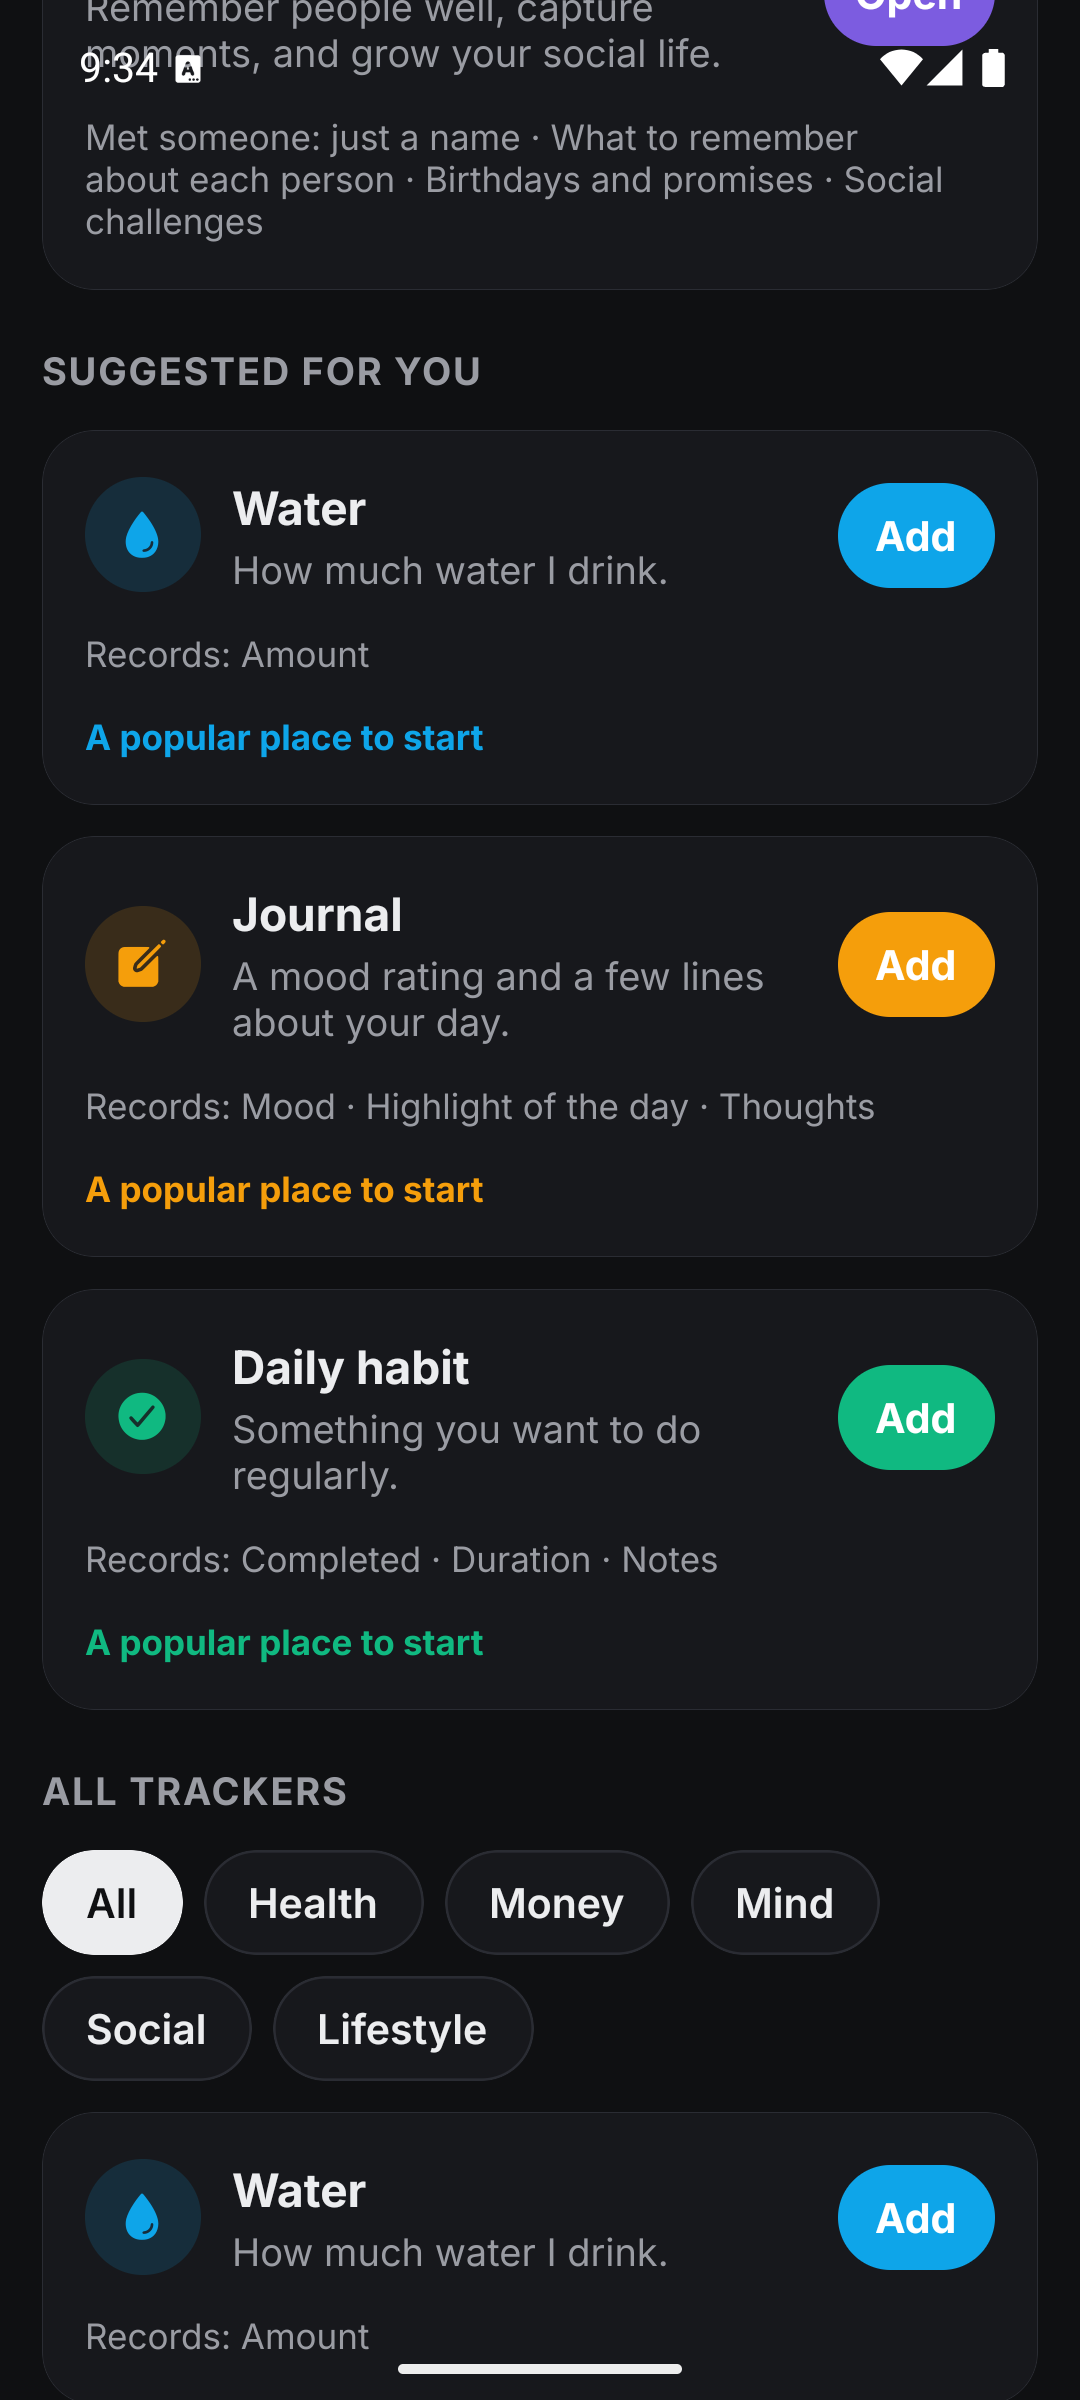 Remember people well, capture
Open
moments, and grow your social life.
9:34
Met someone: just a name · What to remember
about each person · Birthdays and promises · Social
challenges
SUGGESTED FOR YOU
Water
How much water I drink.
Add
Records: Amount
A popular place to start
Journal
A mood rating and a few lines
about your day.
Add
Records: Mood · Highlight of the day · Thoughts
A popular place to start
Daily habit
Something you want to do
regularly.
Add
Records: Completed · Duration · Notes
A popular place to start
ALL TRACKERS
All
Health
Money
Mind
Social
Lifestyle
Water
How much water I drink.
Add
Records: Amount